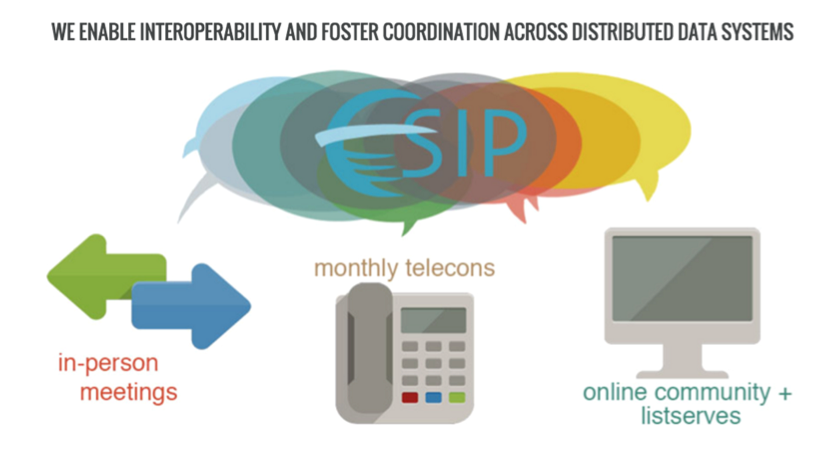 WE ENABLE INTEROPERABILITY AND FOSTER COORDINATION ACROSS DISTRIBUTED DATA SYSTEMS
ESIP
monthly telecons
in-person
meetings
online community +
listserves